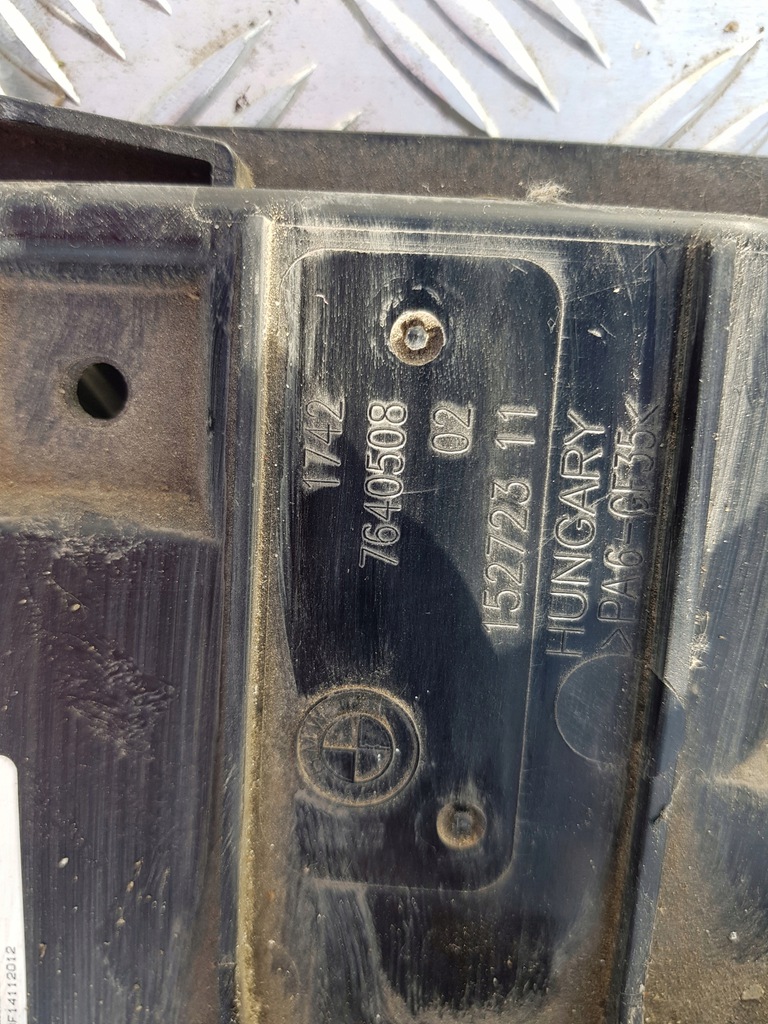 1742
7640508
02
152723 11
HUNGARY
>PA6-GF35<
F14112012